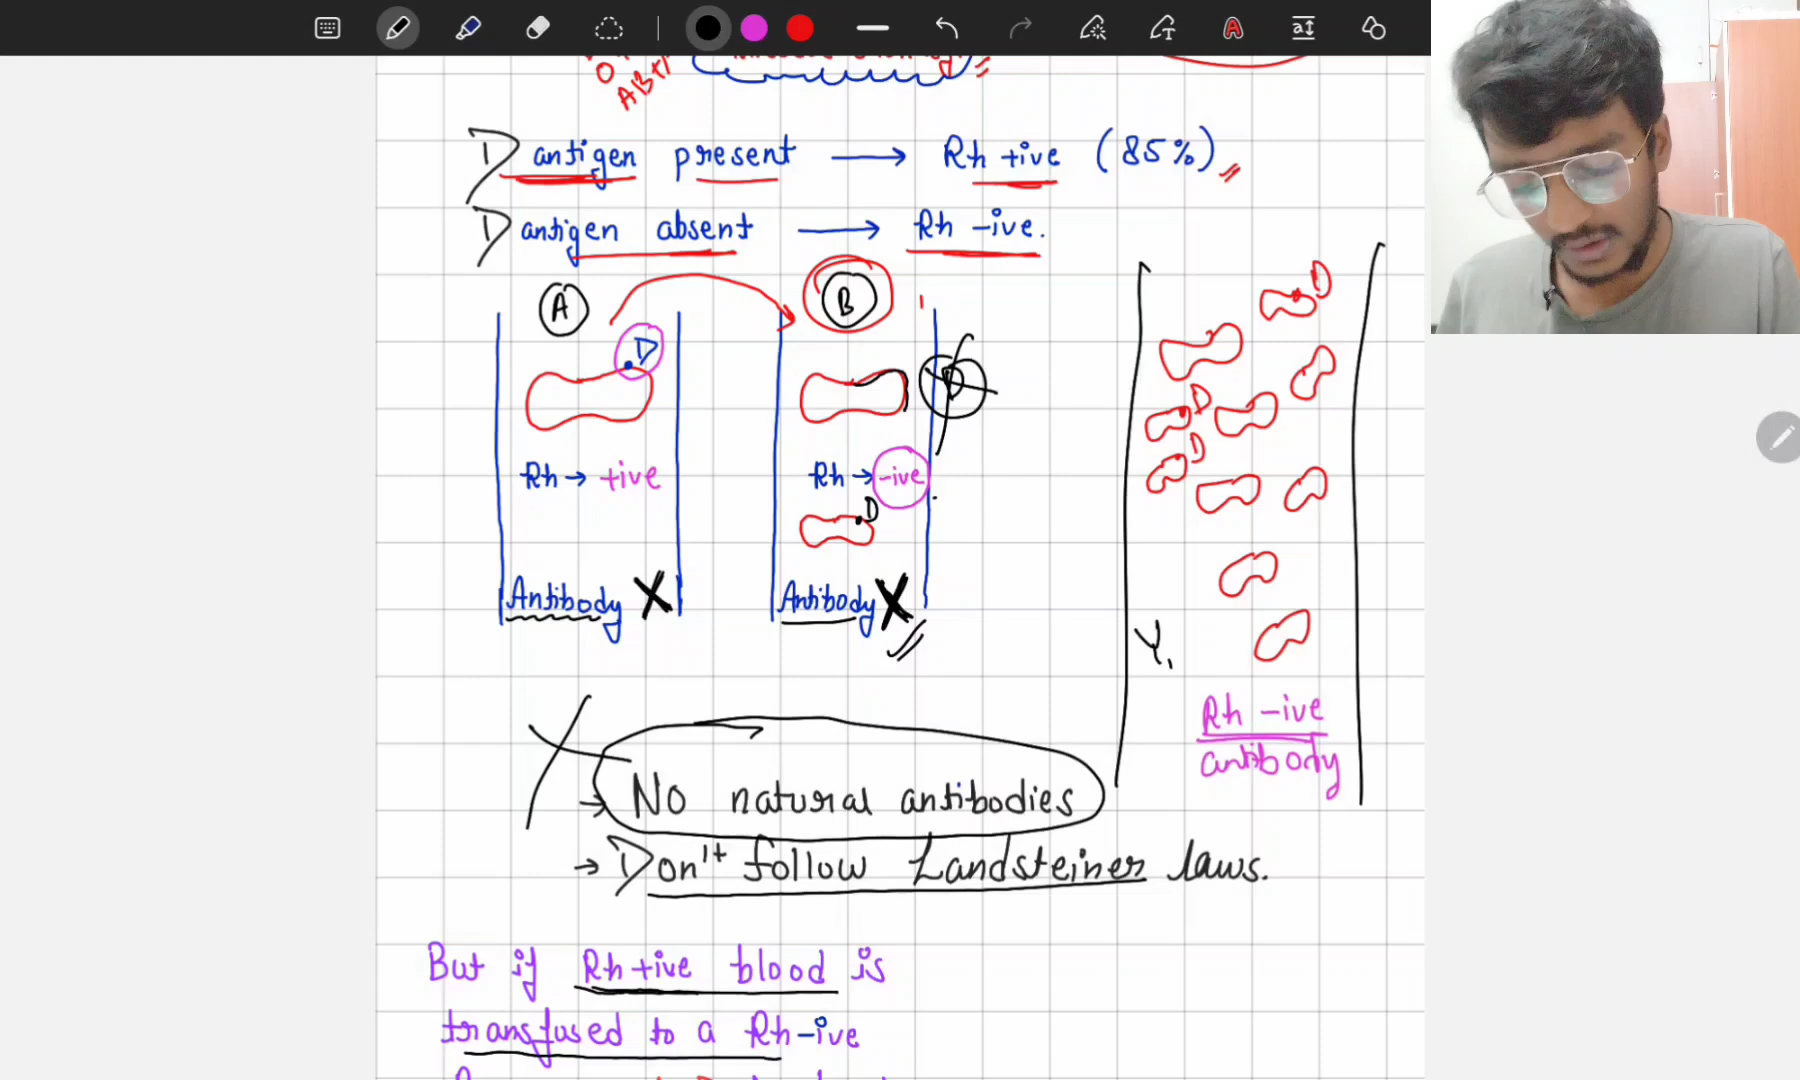 O
AB+
D antigen present → Rh +ive (85%)
D antigen absent → Rh -ive.
A
B
D
D
D
Rh → +ive
Rh → -ive
D
Antibody X
Antibody X
D
D
D
Y
Rh -ive
antibody
→ No natural antibodies
→ Don't follow Landsteiner laws.
But if Rh +ive blood is
transfused to a Rh-ive